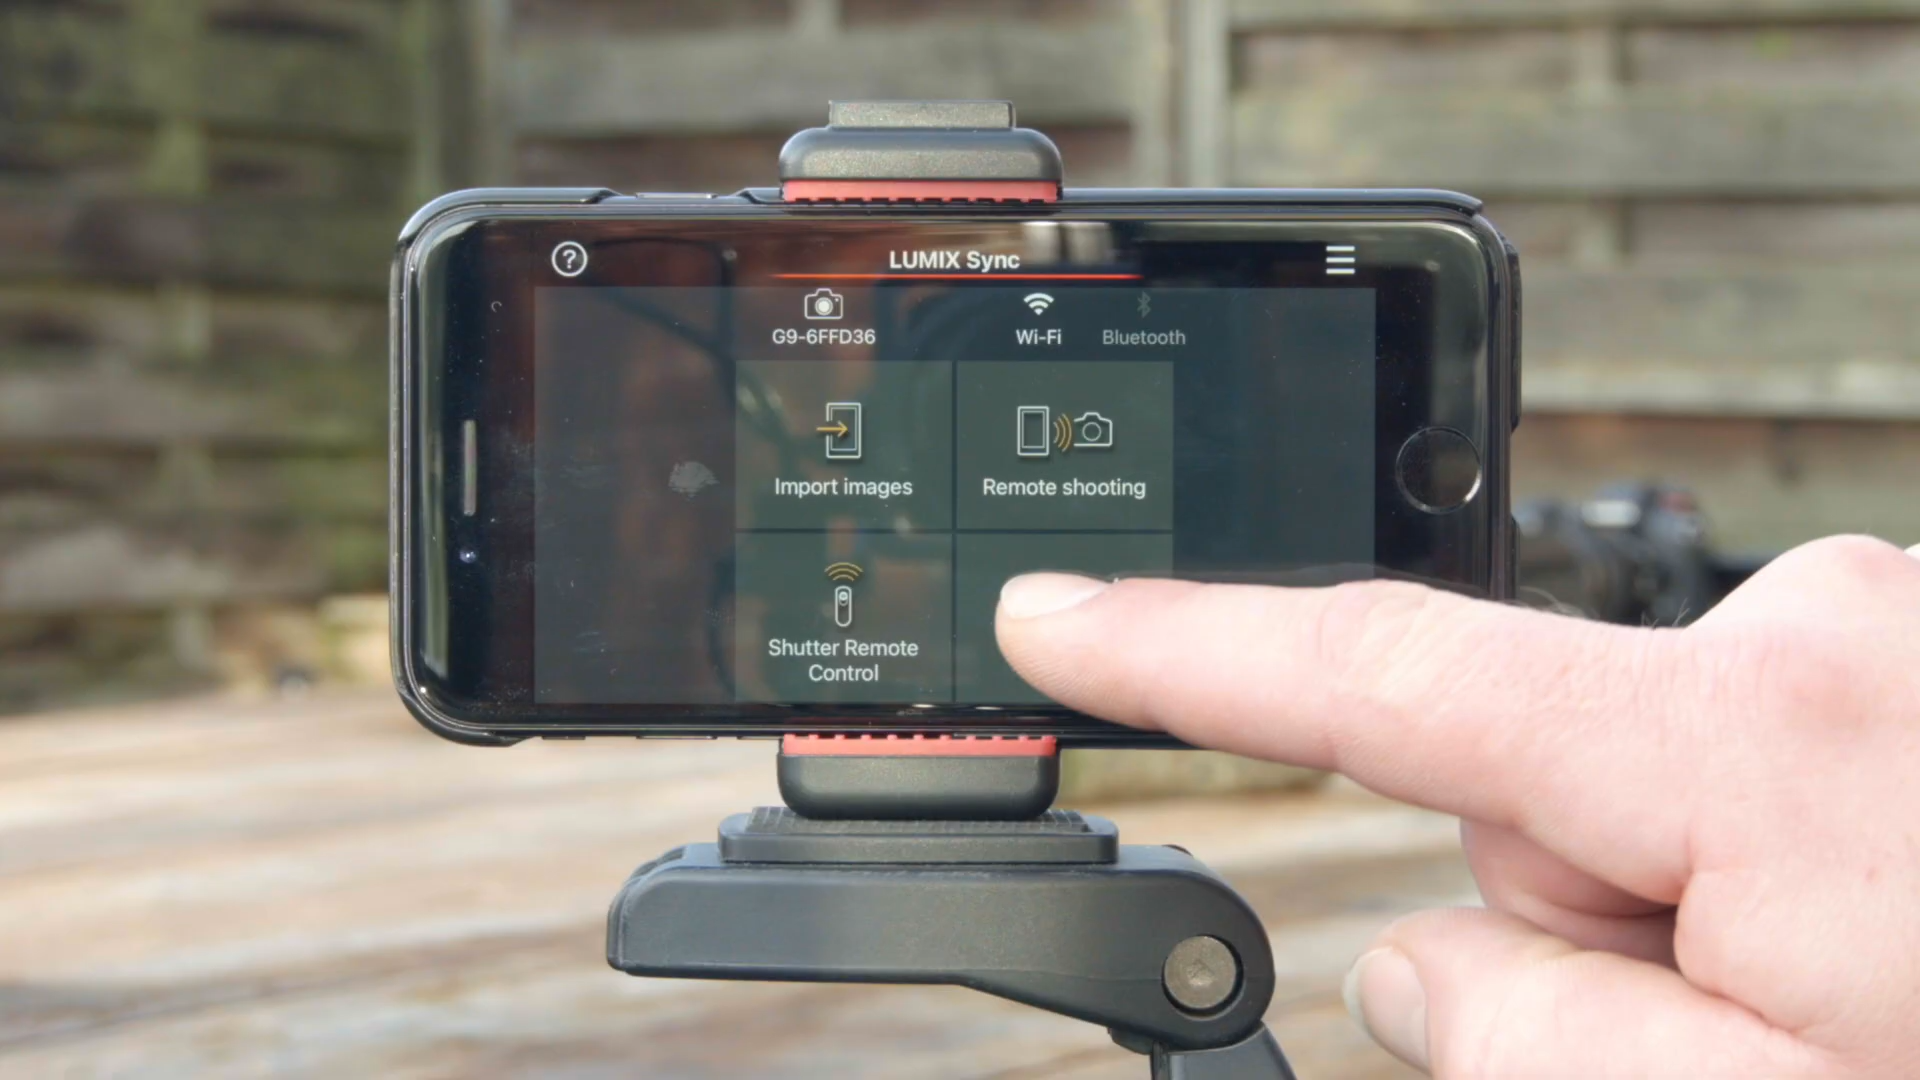 LUMIX Sync
G9-6FFD36
Wi-Fi
Bluetooth
Import images
Remote shooting
Shutter Remote
Control